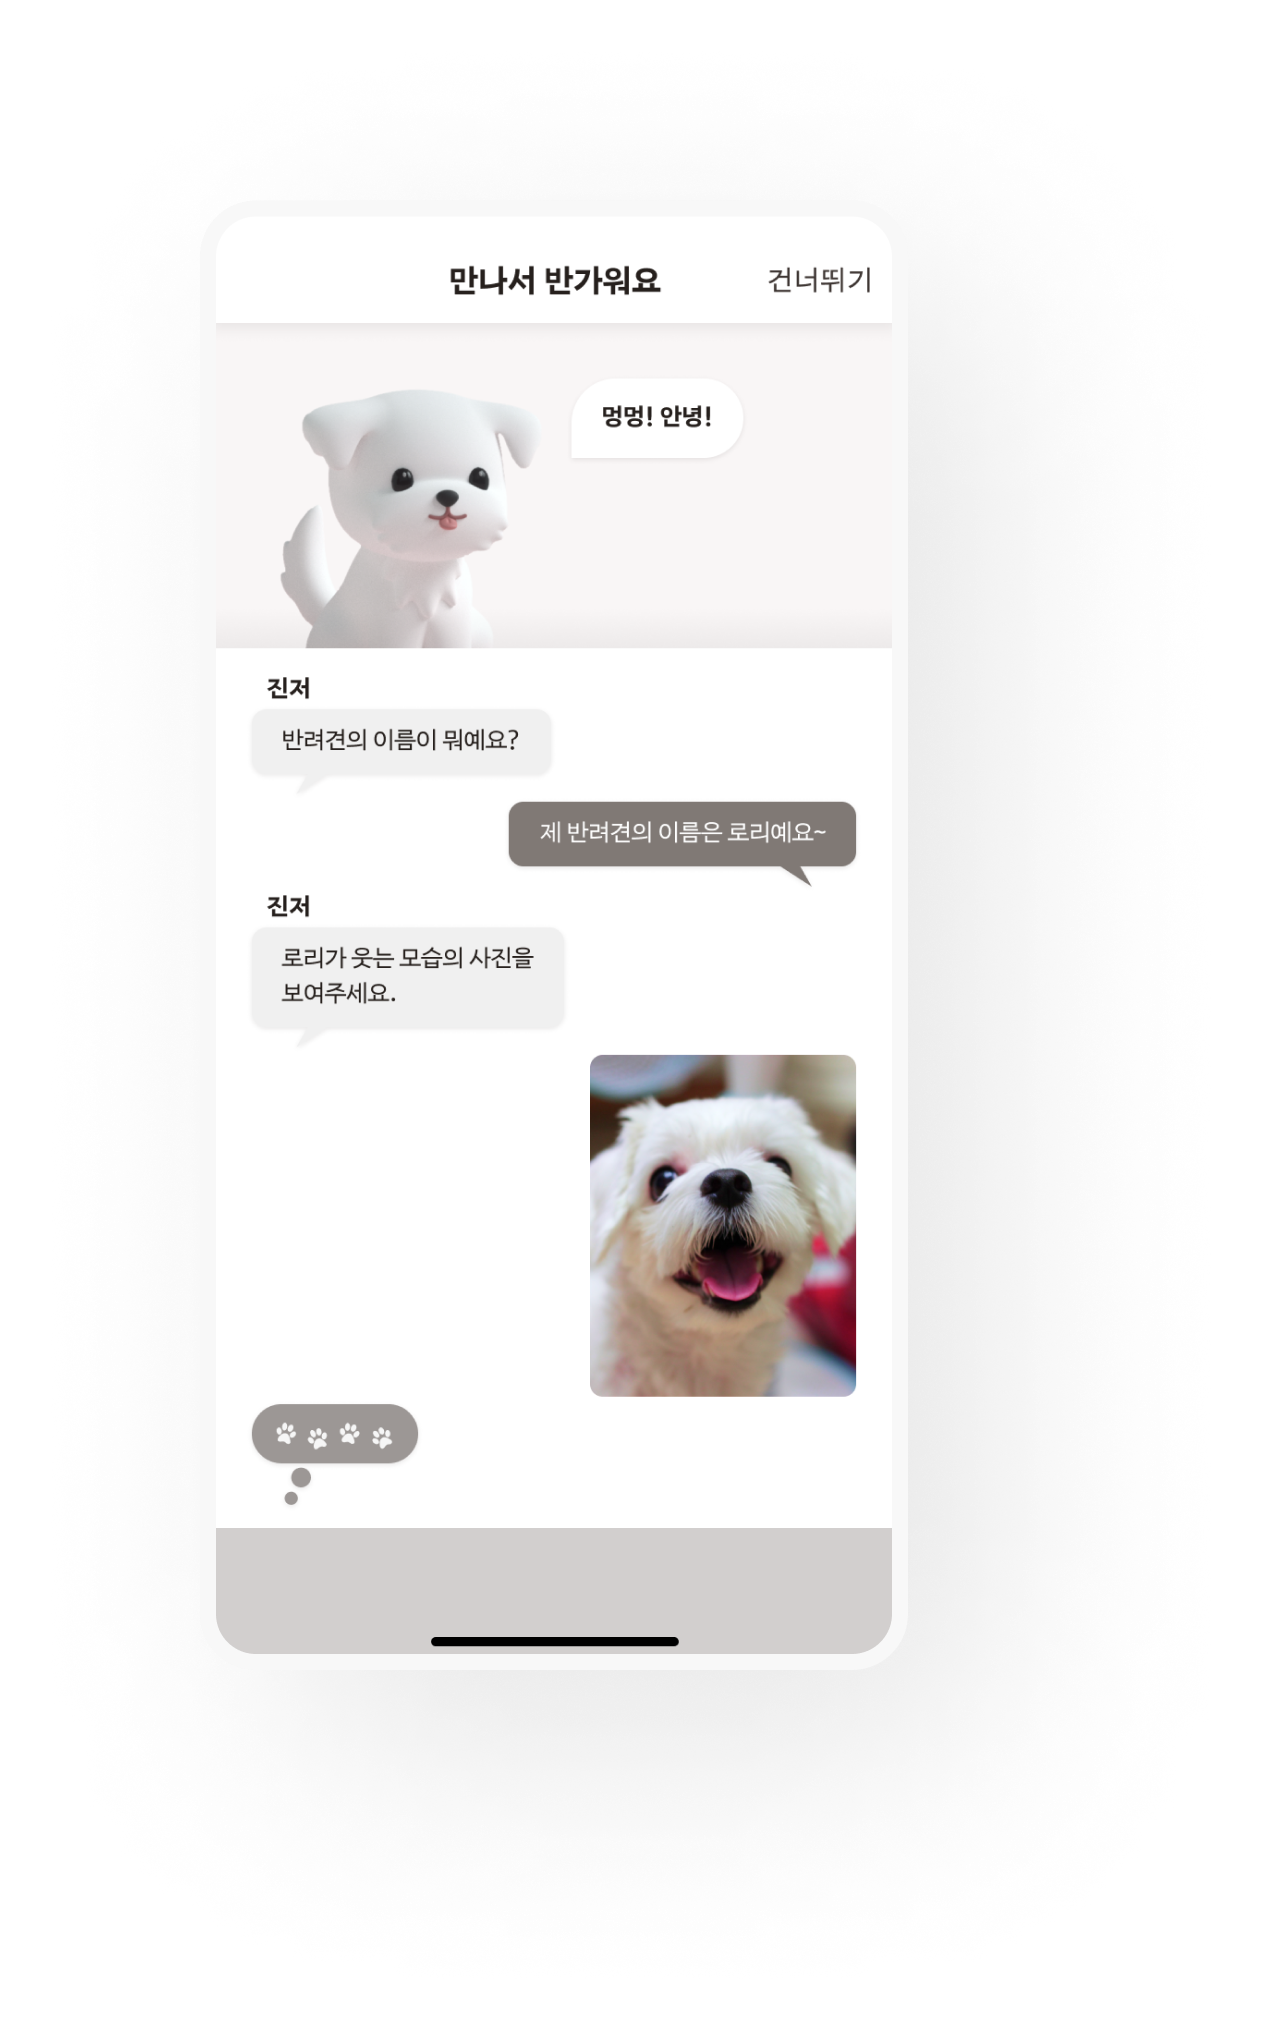 만나서 반가워요
건너뛰기
멍멍! 안녕!
진저
반려견의 이름이 뭐예요?
제 반려견의 이름은 로리예요~
진저
로리가 웃는 모습의 사진을
보여주세요.